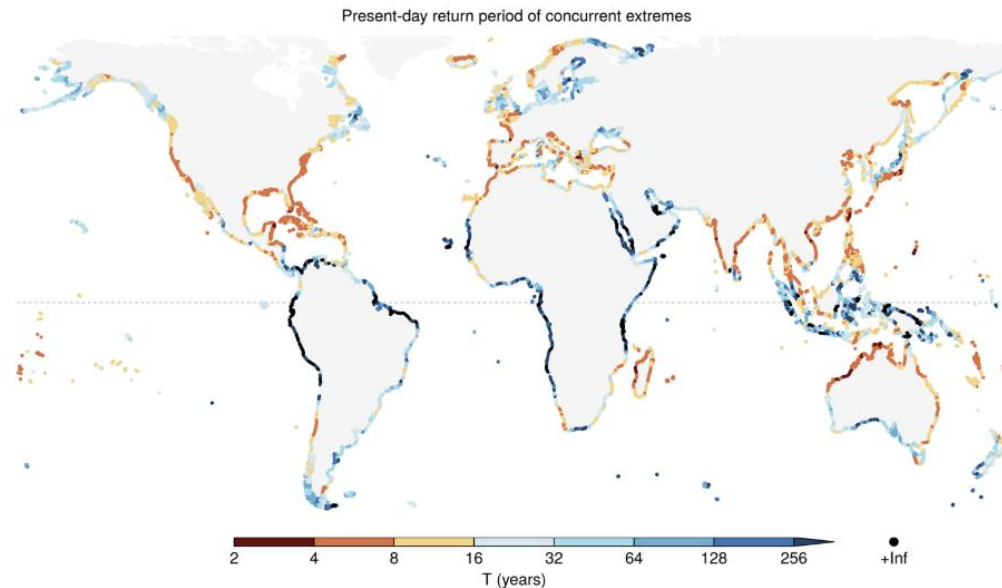 Present-day return period of concurrent extremes
2 4 8 16 32 64 128 256 +Inf
T (years)